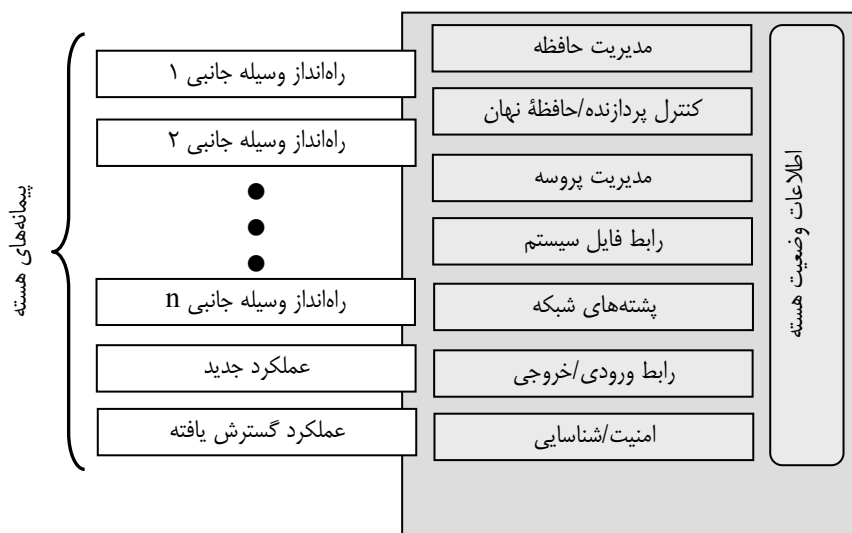 اطلاعات وضعیت هسته
مدیریت حافظه
کنترل پردازنده/حافظهٔ نهان
مدیریت پروسه
رابط فایل سیستم
پشته‌های شبکه
رابط ورودی/خروجی
امنیت/شناسایی
راه‌انداز وسیله جانبی ۱
راه‌انداز وسیله جانبی ۲
راه‌انداز وسیله جانبی n
عملکرد جدید
عملکرد گسترش یافته
پیمانه‌های هسته